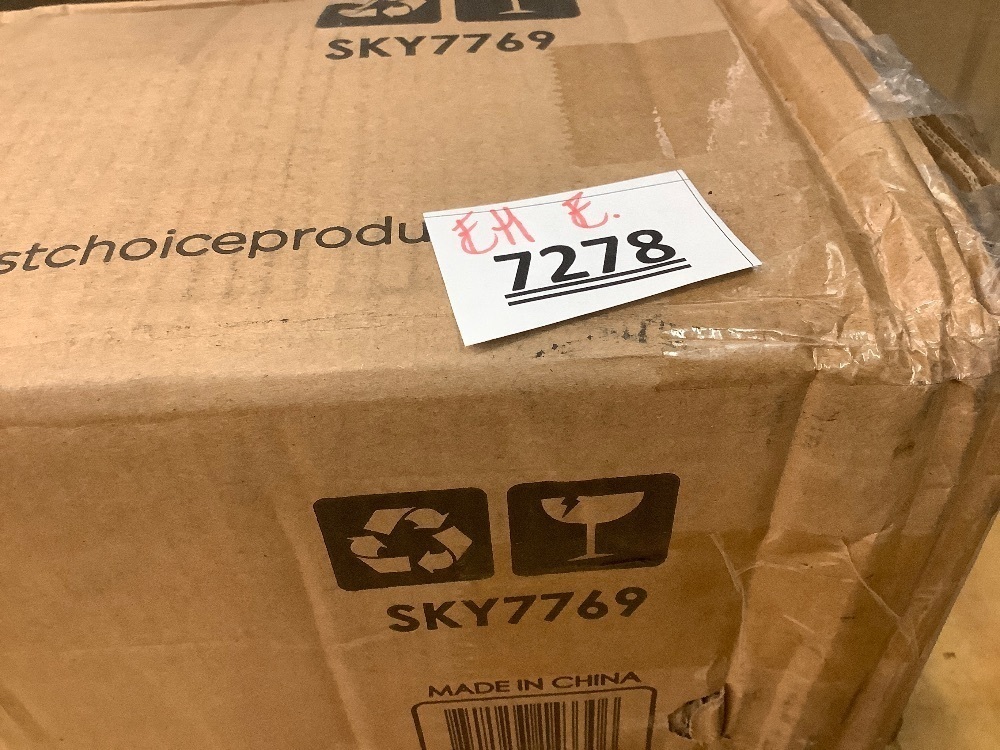 SKY7769
stchoiceprodu
EH E.
7278
SKY7769
MADE IN CHINA